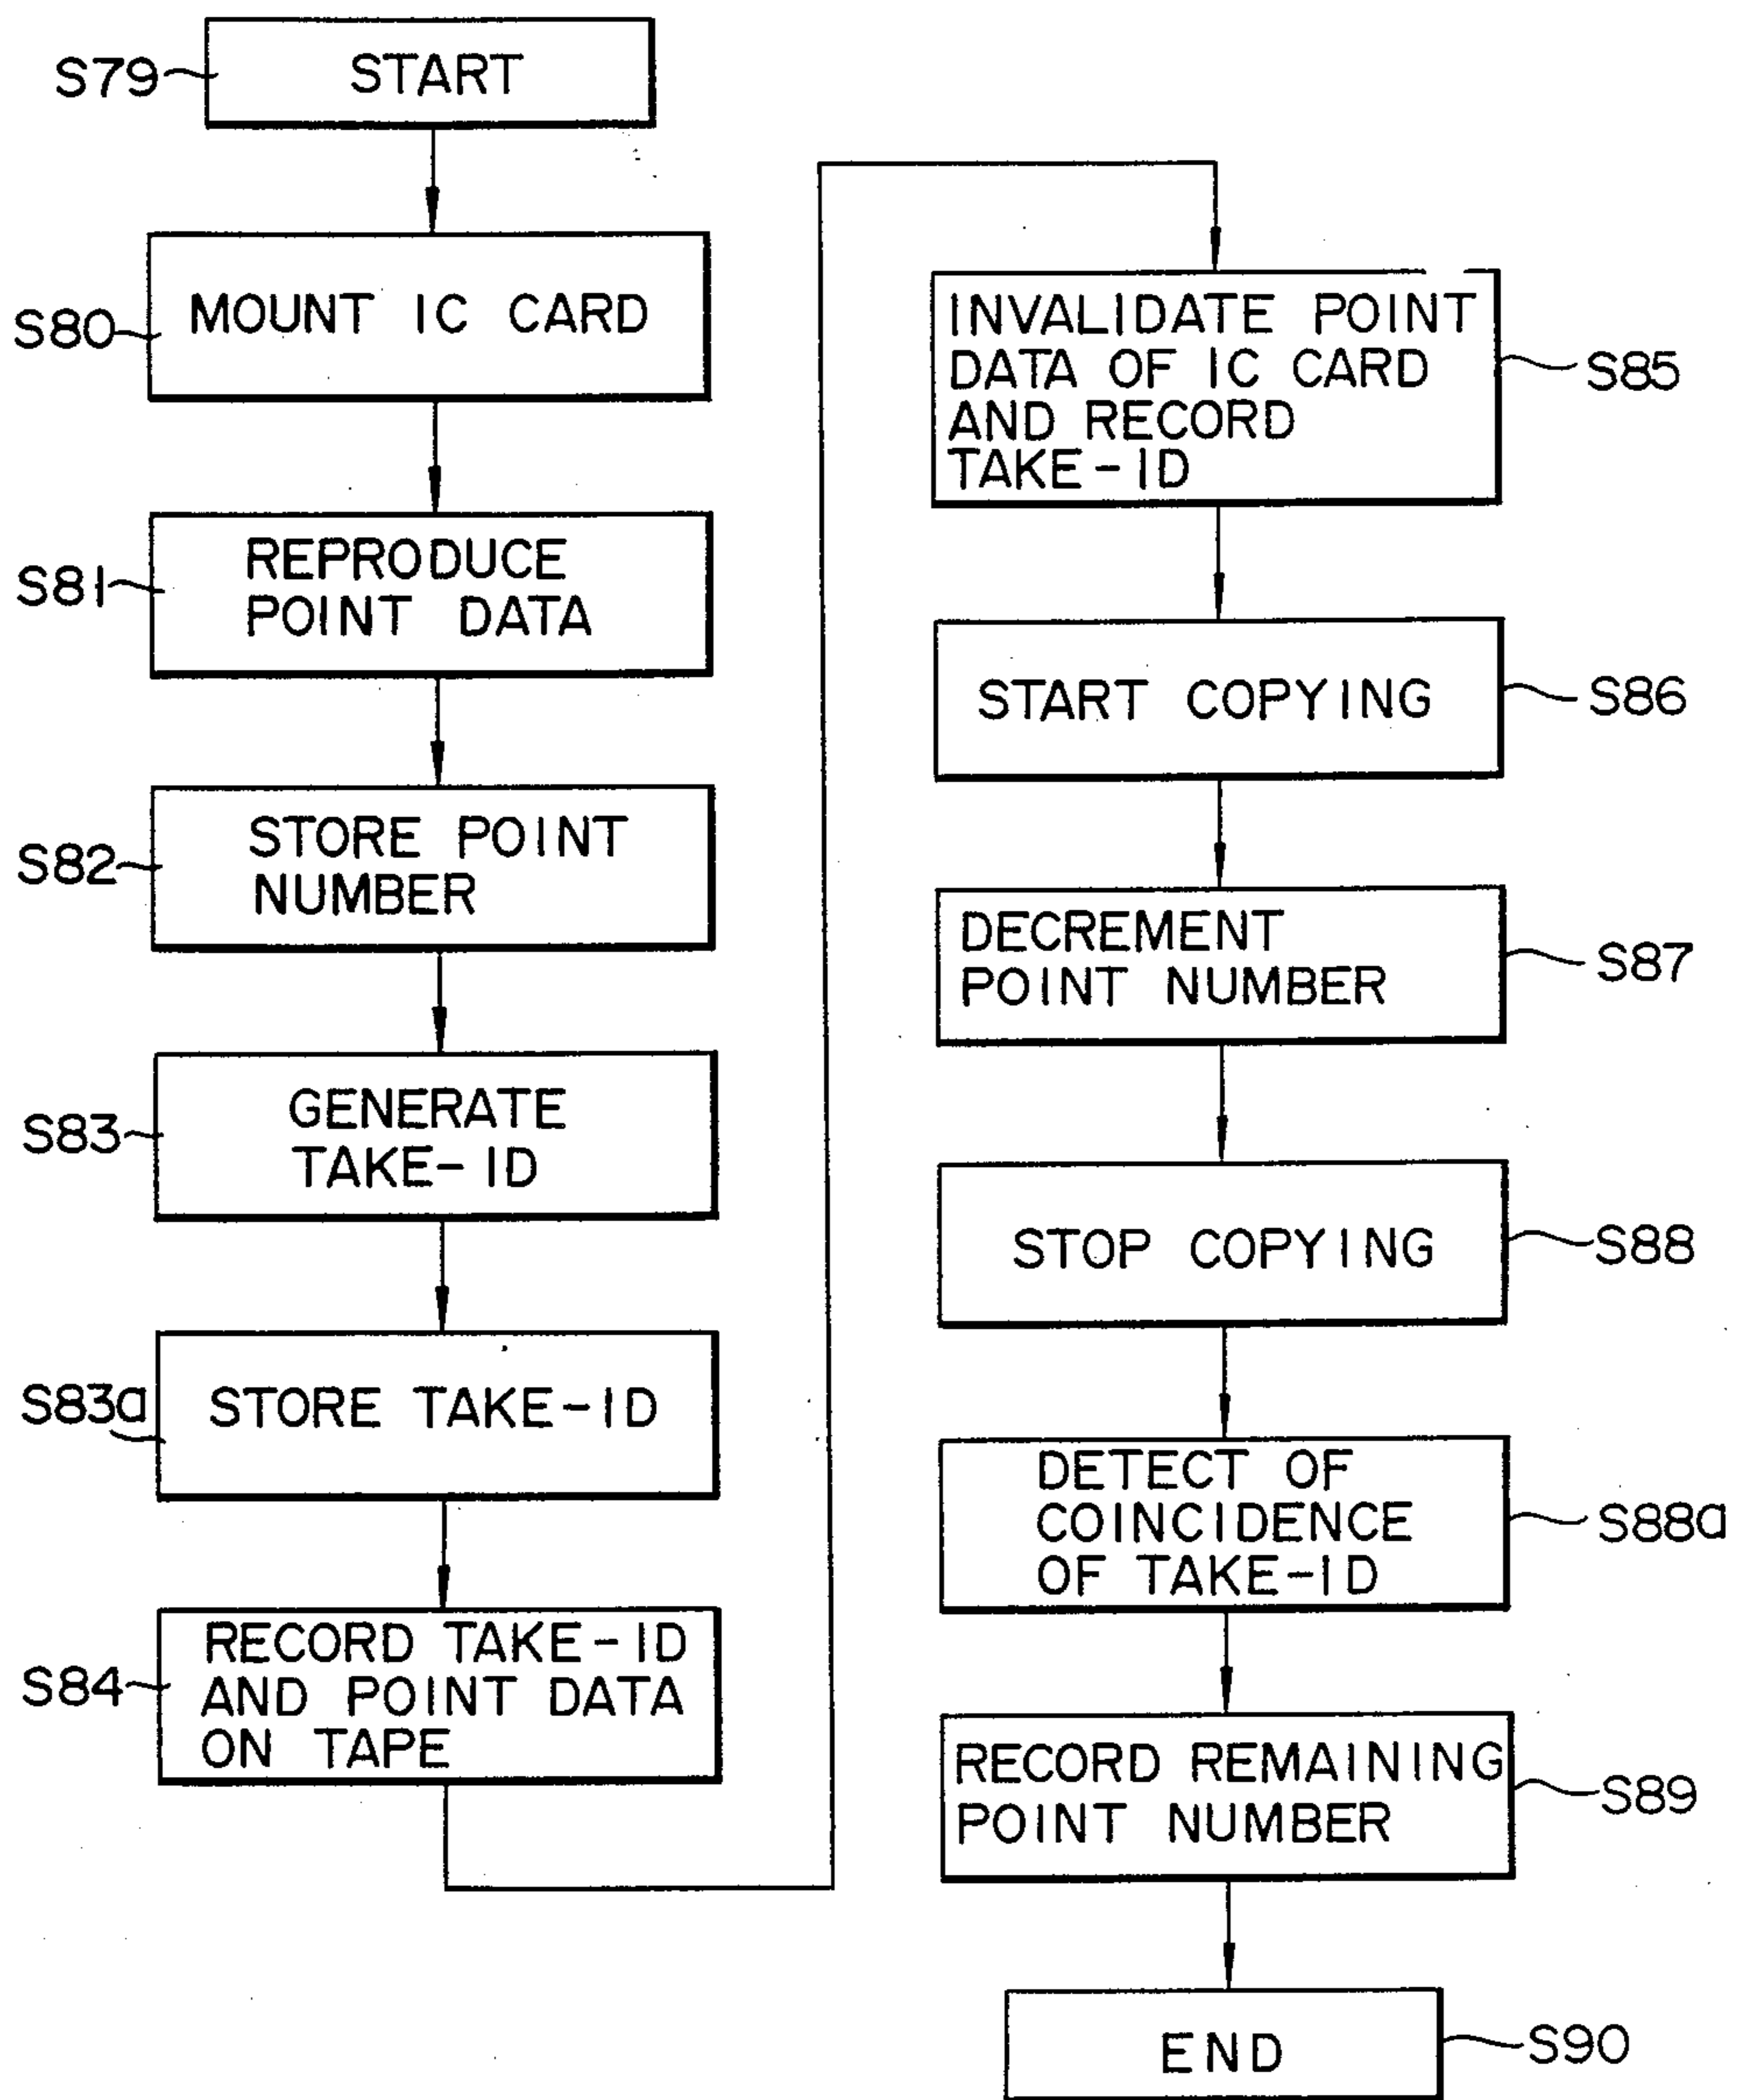 S79
START
S80
MOUNT IC CARD
S81
REPRODUCE
POINT DATA
S82
STORE POINT
NUMBER
S83
GENERATE
TAKE-ID
S83a
STORE TAKE-ID
S84
RECORD TAKE-ID
AND POINT DATA
ON TAPE
INVALIDATE POINT
DATA OF IC CARD
AND RECORD
TAKE-ID
S85
START COPYING
S86
DECREMENT
POINT NUMBER
S87
STOP COPYING
S88
DETECT OF
COINCIDENCE
OF TAKE-ID
S88a
RECORD REMAINING
POINT NUMBER
S89
END
S90